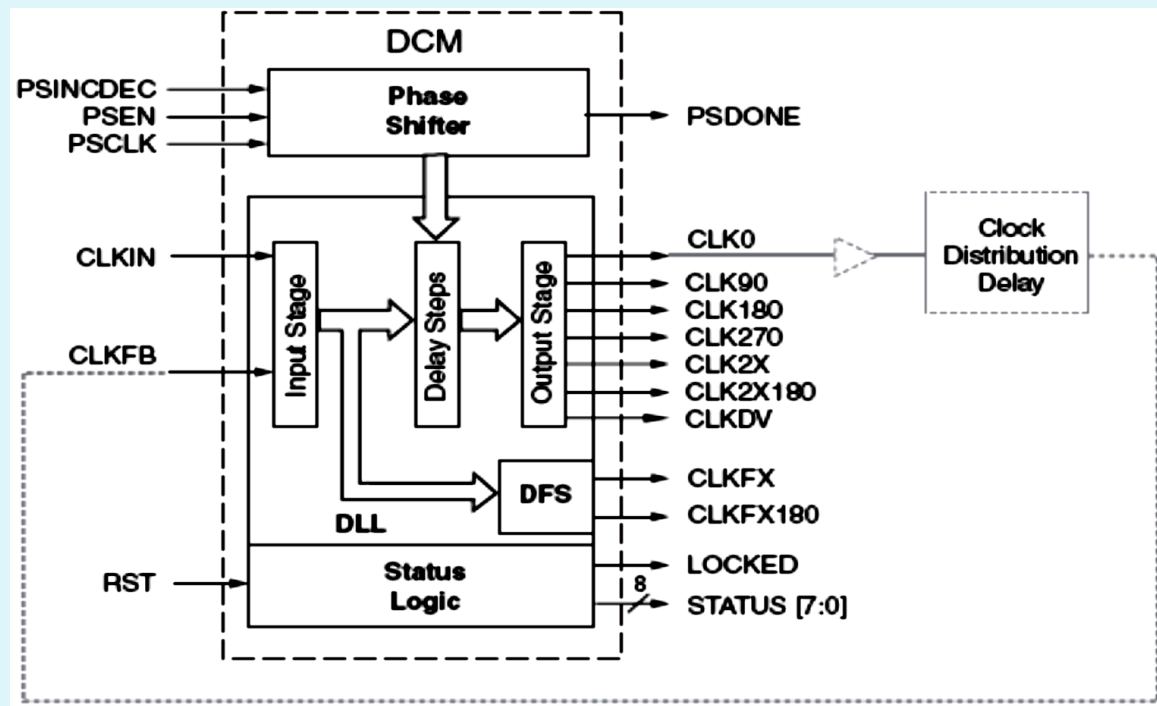 DCM
PSINCDEC
PSEN
PSCLK
Phase
Shifter
PSDONE
CLKIN
CLKFB
Input Stage
Delay Steps
Output Stage
CLK0
CLK90
CLK180
CLK270
CLK2X
CLK2X180
CLKDV
Clock
Distribution
Delay
DFS
CLKFX
CLKFX180
DLL
RST
Status
Logic
LOCKED
8
STATUS [7:0]